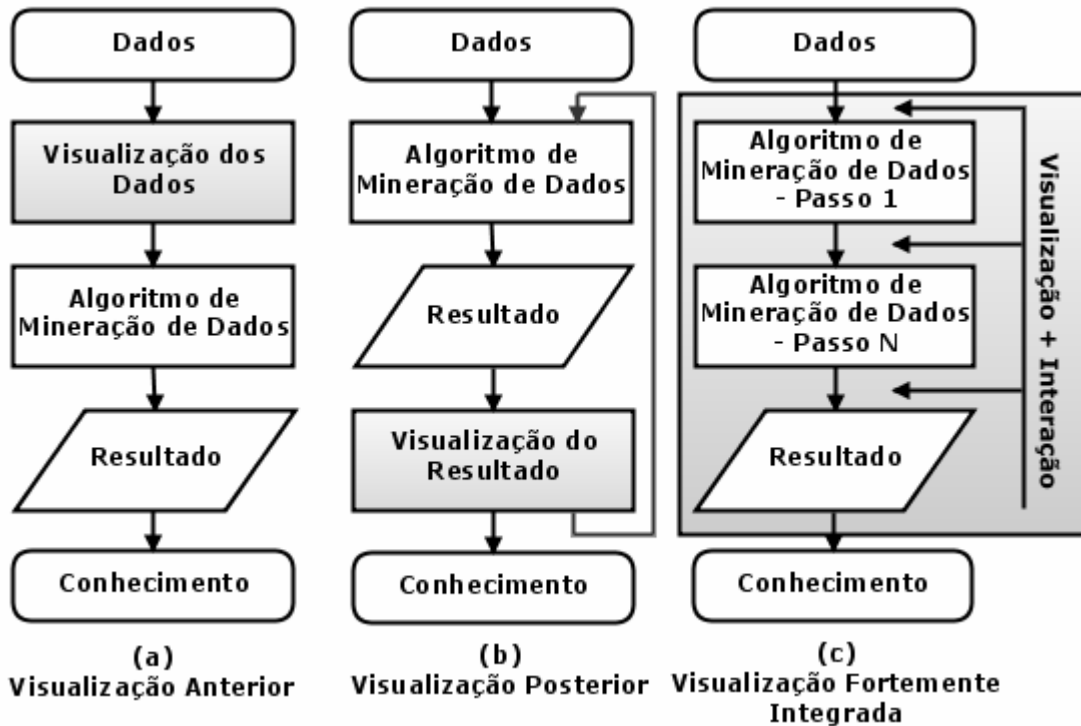 Dados
Visualização dos
Dados
Algoritmo de
Mineração de Dados
Resultado
Conhecimento
(a)
Visualização Anterior
Dados
Algoritmo de
Mineração de Dados
Resultado
Visualização do
Resultado
Conhecimento
(b)
Visualização Posterior
Dados
Algoritmo de
Mineração de Dados
- Passo 1
Algoritmo de
Mineração de Dados
- Passo N
Resultado
Visualização + Interação
Conhecimento
(c)
Visualização Fortemente
Integrada